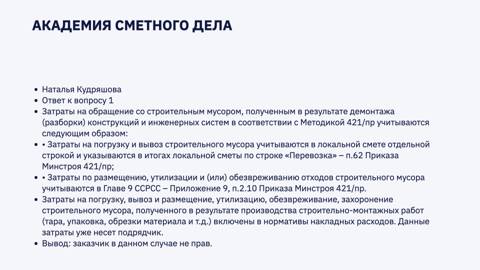 АКАДЕМИЯ СМЕТНОГО ДЕЛА
• Наталья Кудряшова
• Ответ к вопросу 1
• Затраты на обращение со строительным мусором, полученным в результате демонтажа
(разборки) конструкций и инженерных систем в соответствии с Методикой 421/пр учитываются
следующим образом:
• • Затраты на погрузку и вывоз строительного мусора учитываются в локальной смете отдельной
строкой и указываются в итогах локальной сметы по строке «Перевозка» – п.62 Приказа
Минстроя 421/пр;
• • Затраты по размещению, утилизации и (или) обезвреживанию отходов строительного мусора
учитываются в Главе 9 ССРСС – Приложение 9, п.2.10 Приказа Минстроя 421/пр.
• Затраты на погрузку, вывоз и размещение, утилизацию, обезвреживание, захоронение
строительного мусора, полученного в результате производства строительно-монтажных работ
(тара, упаковка, обрезки материала и т.д.) включены в нормативы накладных расходов. Данные
затраты уже несет подрядчик.
• Вывод: заказчик в данном случае не прав.